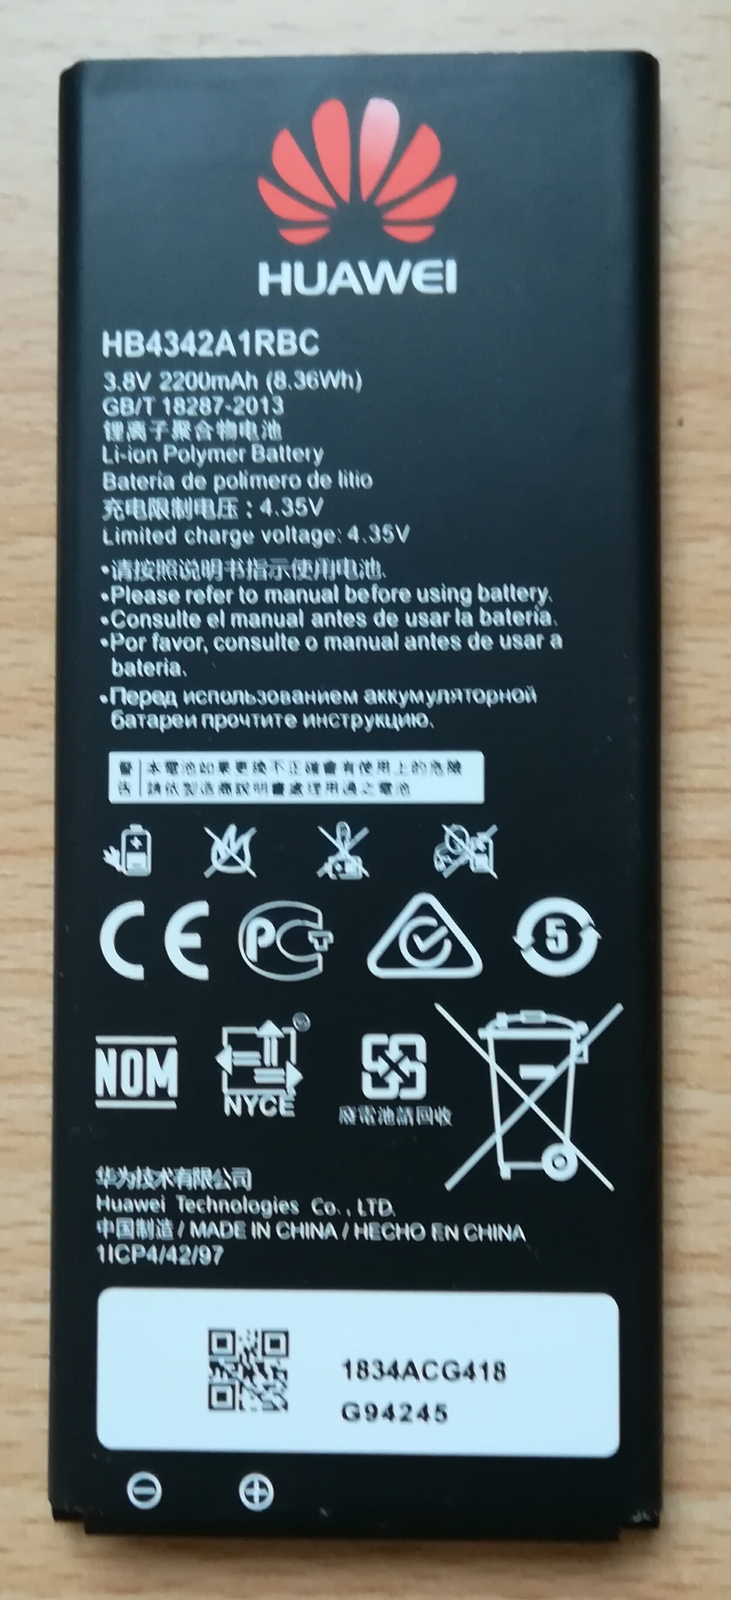 HUAWEI
HB4342A1RBC
3.8V 2200mAh (8.36Wh)
GB/T 18287-2013
锂离子聚合物电池
Li-ion Polymer Battery
Batería de polímero de litio
充电限制电压：4.35V
Limited charge voltage: 4.35V
•请按照说明书指示使用电池.
•Please refer to manual before using battery.
•Consulte el manual antes de usar la batería.
•Por favor, consulte o manual antes de usar a
bateria.
•Перед использованием аккумуляторной
батареи прочтите инструкцию.
警 本電池如果更換不正確會有使用上的危險
告 請依製造商說明書處理用過之電池
CE PCT 5
NOM NYCE
廢電池請回收
华为技术有限公司
Huawei Technologies Co., LTD.
中国制造 / MADE IN CHINA / HECHO EN CHINA
1ICP4/42/97
1834ACG418
G94245